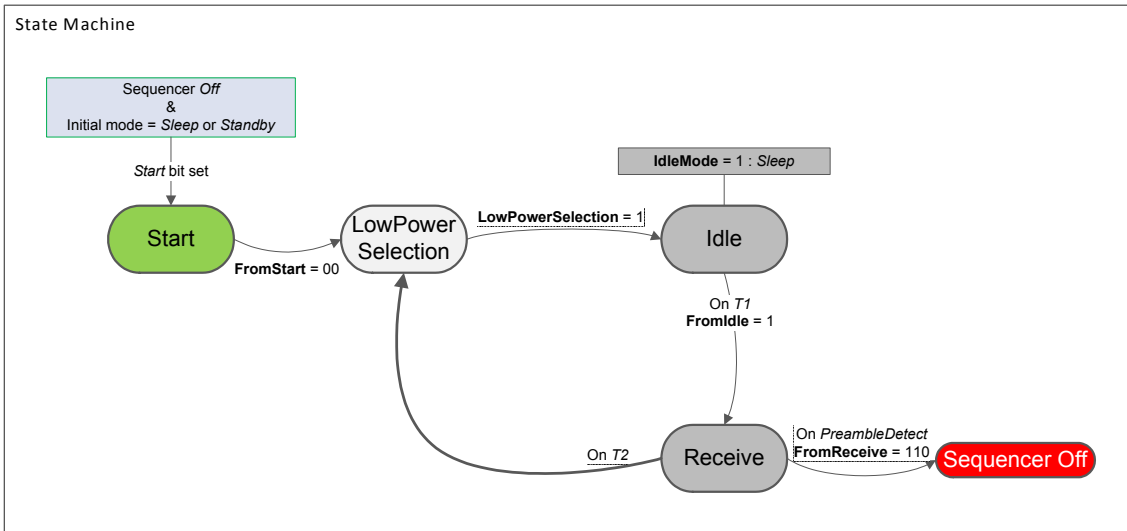 State Machine
Sequencer Off
&
Initial mode = Sleep or Standby
Start bit set
IdleMode = 1 : Sleep
Start
FromStart = 00
LowPower
Selection
LowPowerSelection = 1
Idle
On T1
FromIdle = 1
On T2
Receive
On PreambleDetect
FromReceive = 110
Sequencer Off